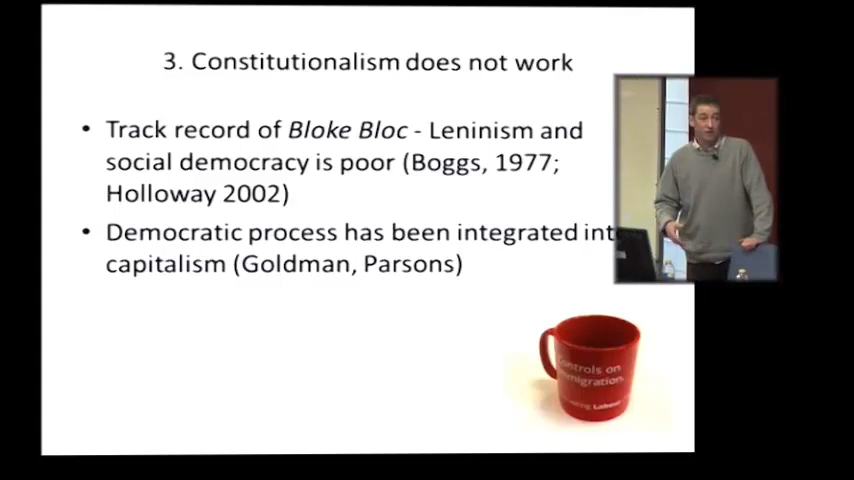 3. Constitutionalism does not work
• Track record of Bloke Bloc - Leninism and
social democracy is poor (Boggs, 1977;
Holloway 2002)
• Democratic process has been integrated int
capitalism (Goldman, Parsons)
ontrols on
migration.
Labour